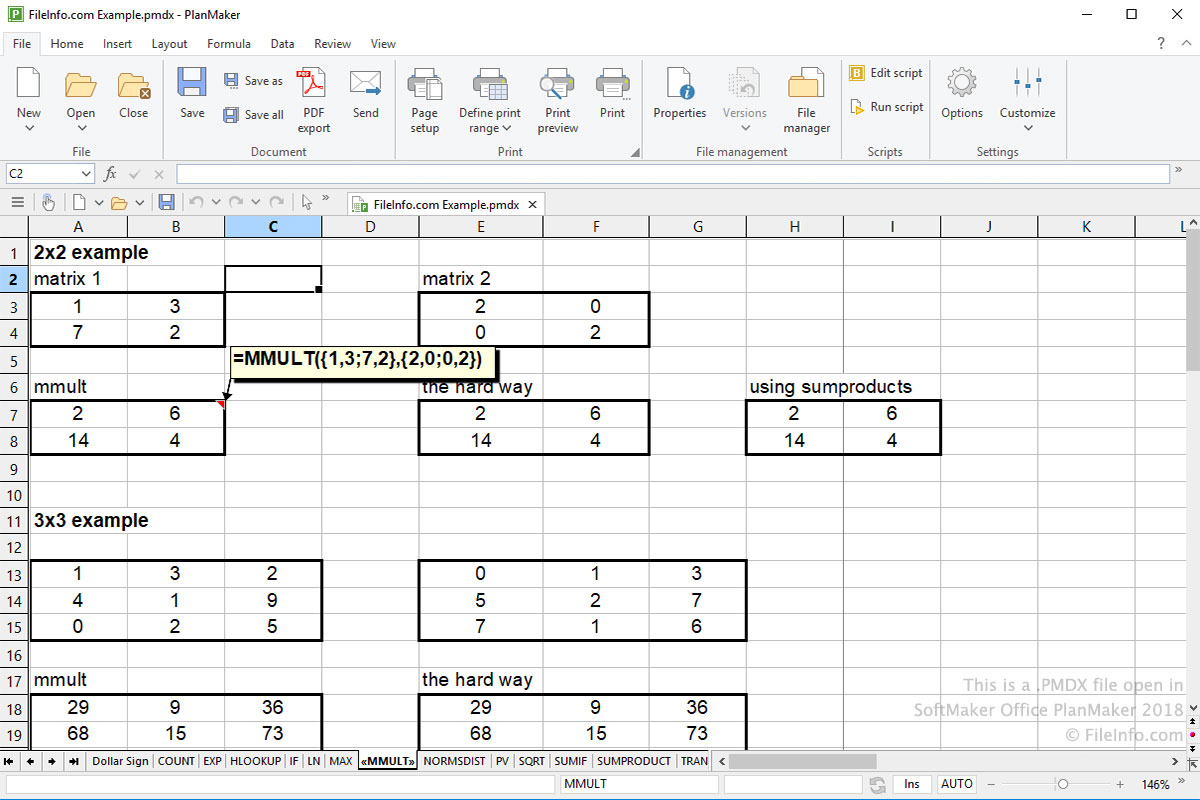 FileInfo.com Example.pmdx - PlanMaker
File Home Insert Layout Formula Data Review View ?
New Open Close Save Save as Save all PDF export Send Page setup Define print range Print preview Print Properties Versions File manager Edit script Run script Options Customize
File Document Print File management Scripts Settings
C2 fx
FileInfo.com Example.pmdx
A B C D E F G H I J K L
1 2x2 example
2 matrix 1 matrix 2
3 1 3 2 0
4 7 2 0 2
5 =MMULT({1,3;7,2},{2,0;0,2})
6 mmult the hard way using sumproducts
7 2 6 2 6 2 6
8 14 4 14 4 14 4
9
10
11 3x3 example
12
13 1 3 2 0 1 3
14 4 1 9 5 2 7
15 0 2 5 7 1 6
16
17 mmult the hard way
18 29 9 36 29 9 36
19 68 15 73 68 15 73
This is a .PMDX file open in
SoftMaker Office PlanMaker 2018
© FileInfo.com
Dollar Sign COUNT EXP HLOOKUP IF LN MAX «MMULT» NORMSDIST PV SQRT SUMIF SUMPRODUCT TRAN
MMULT Ins AUTO 146%